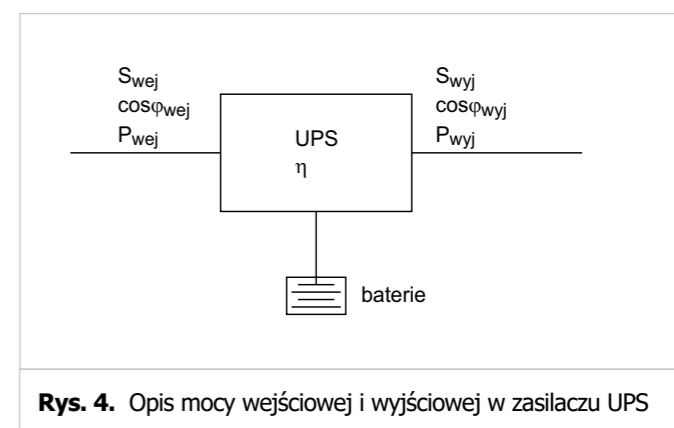 Swej
cosφwej
Pwej
UPS
η
Swyj
cosφwyj
Pwyj
baterie
Rys. 4. Opis mocy wejściowej i wyjściowej w zasilaczu UPS